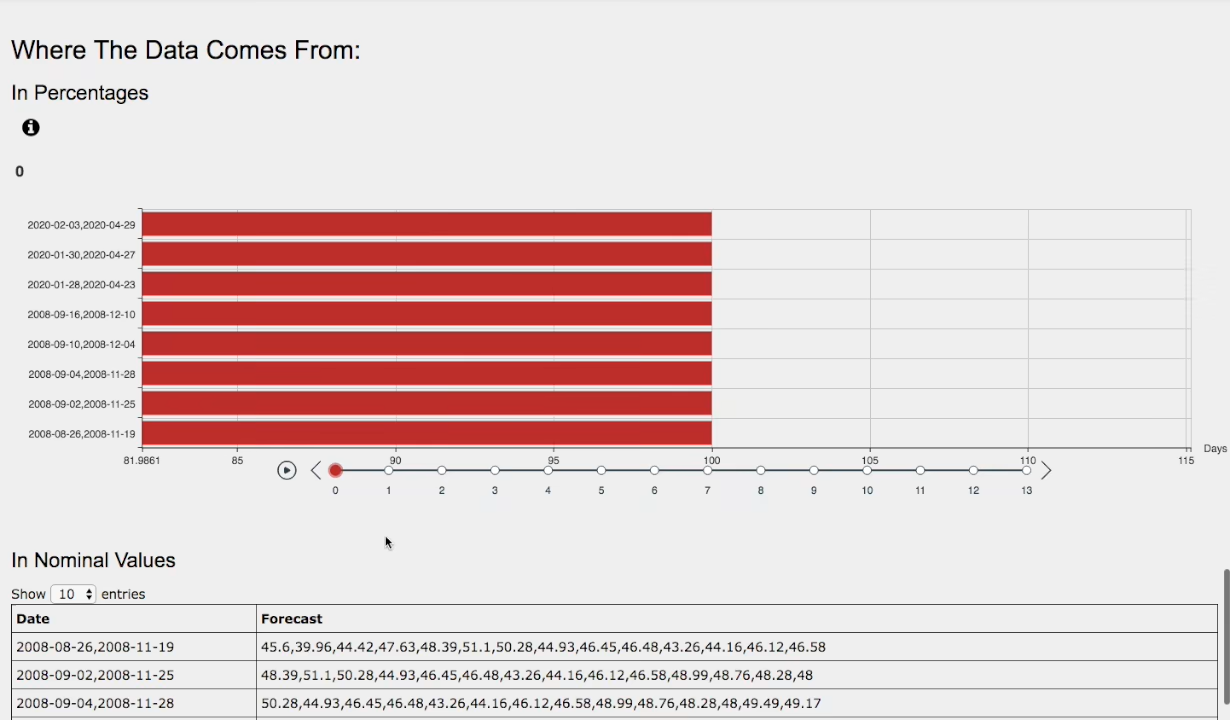 Where The Data Comes From:
In Percentages
0
2020-02-03,2020-04-29
2020-01-30,2020-04-27
2020-01-28,2020-04-23
2008-09-16,2008-12-10
2008-09-10,2008-12-04
2008-09-04,2008-11-28
2008-09-02,2008-11-25
2008-08-26,2008-11-19
Days
81.9861 85 90 95 100 105 110 115
0 1 2 3 4 5 6 7 8 9 10 11 12 13
In Nominal Values
Show 10 entries
Date Forecast
2008-08-26,2008-11-19 45.6,39.96,44.42,47.63,48.39,51.1,50.28,44.93,46.45,46.48,43.26,44.16,46.12,46.58
2008-09-02,2008-11-25 48.39,51.1,50.28,44.93,46.45,46.48,43.26,44.16,46.12,46.58,48.99,48.76,48.28,48
2008-09-04,2008-11-28 50.28,44.93,46.45,46.48,43.26,44.16,46.12,46.58,48.99,48.76,48.28,48,49.49,49.17